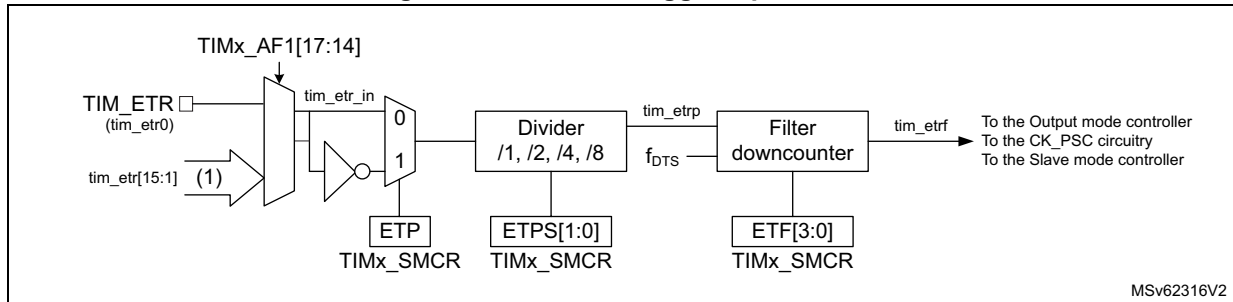 TIMx_AF1[17:14]
TIM_ETR
(tim_etr0)
tim_etr[15:1]
(1)
tim_etr_in
0
1
ETP
TIMx_SMCR
Divider
/1, /2, /4, /8
ETPS[1:0]
TIMx_SMCR
tim_etrp
fDTS
Filter
downcounter
ETF[3:0]
TIMx_SMCR
tim_etrf
To the Output mode controller
To the CK_PSC circuitry
To the Slave mode controller
MSv62316V2